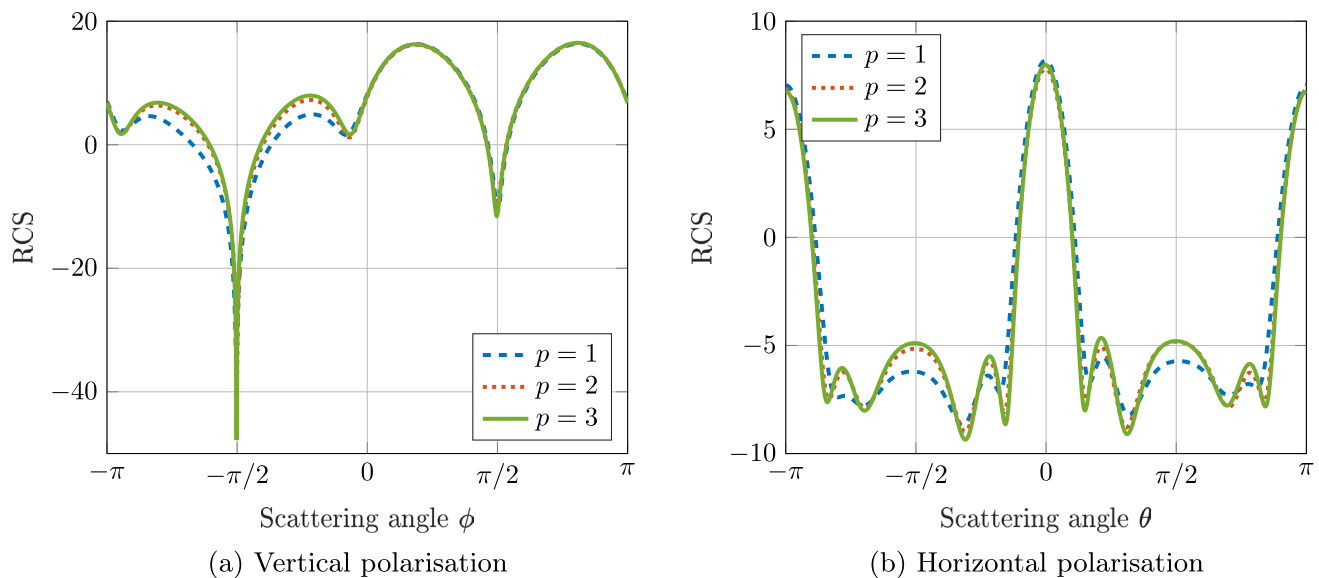 20
0
−20
−40
RCS
−π
−π/2
0
π/2
π
p = 1
p = 2
p = 3
Scattering angle ϕ
(a) Vertical polarisation
10
5
0
−5
−10
RCS
p = 1
p = 2
p = 3
−π
−π/2
0
π/2
π
Scattering angle θ
(b) Horizontal polarisation